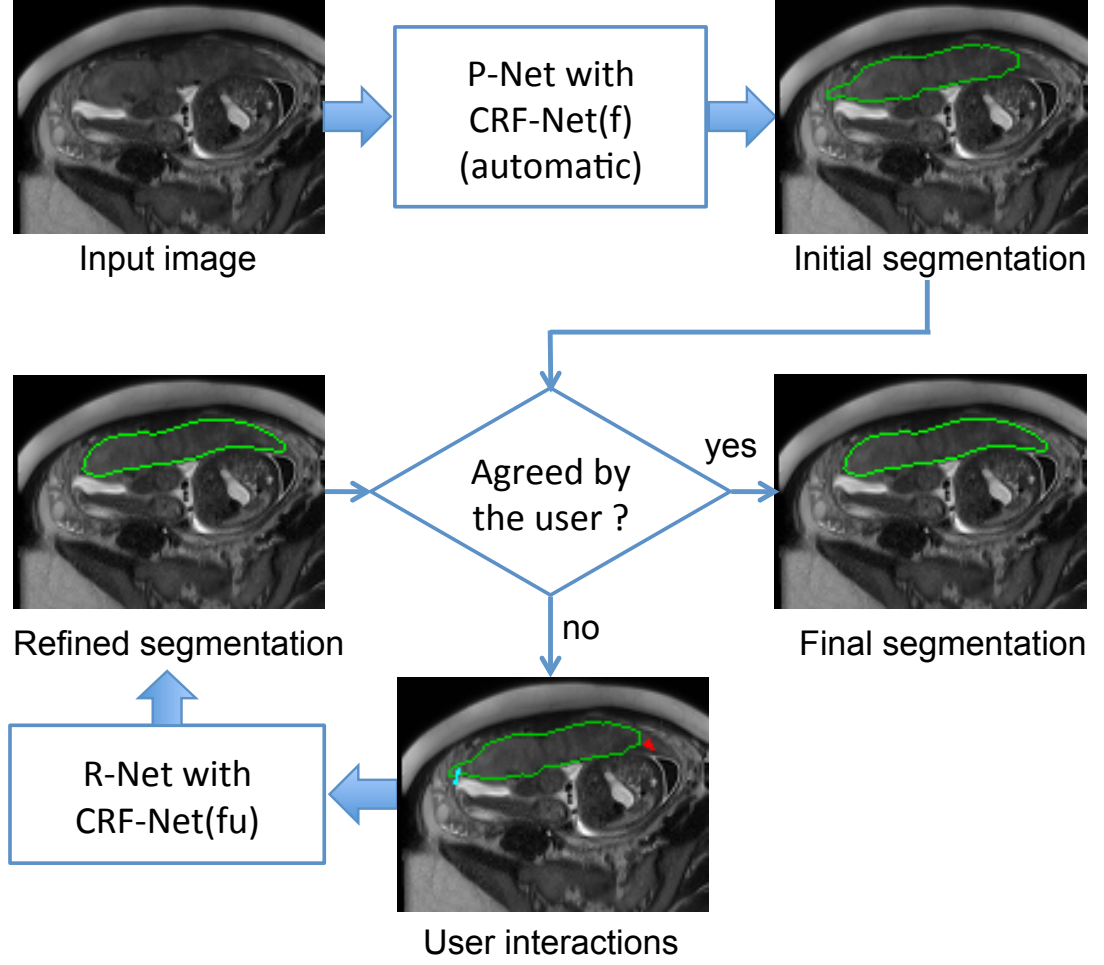 P-Net with
CRF-Net(f)
(automatic)
Input image
Initial segmentation
Agreed by
the user ?
yes
no
Refined segmentation
Final segmentation
R-Net with
CRF-Net(fu)
User interactions